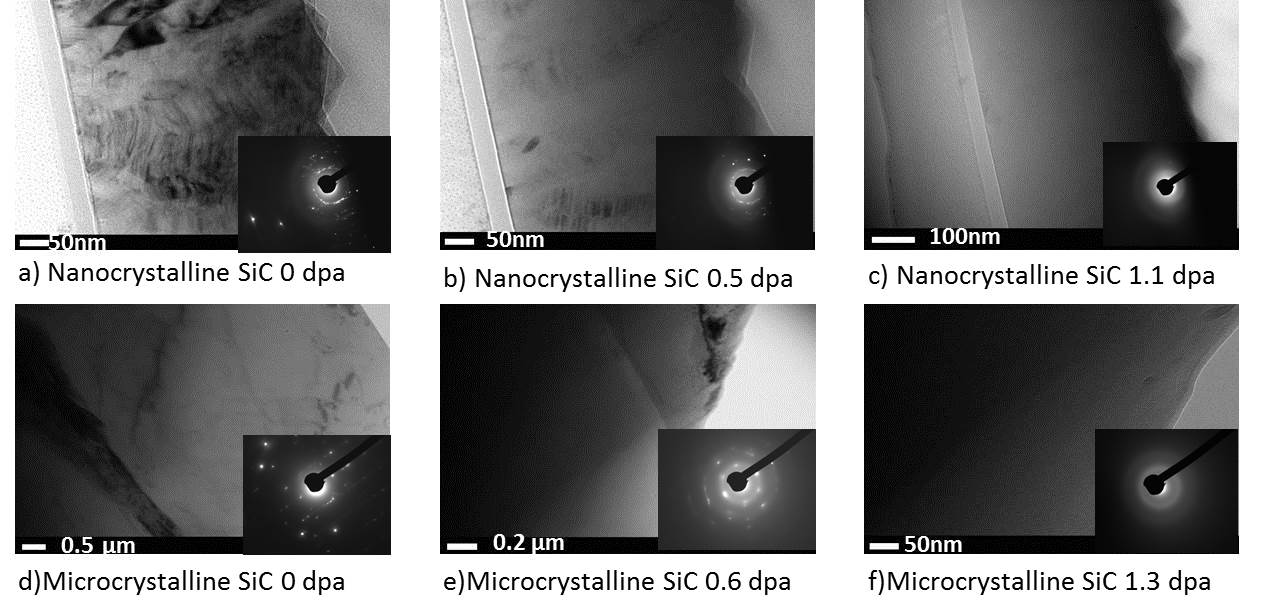 50nm
50nm
100nm
a) Nanocrystalline SiC 0 dpa
b) Nanocrystalline SiC 0.5 dpa
c) Nanocrystalline SiC 1.1 dpa
0.5 µm
0.2 µm
50nm
d)Microcrystalline SiC 0 dpa
e)Microcrystalline SiC 0.6 dpa
f)Microcrystalline SiC 1.3 dpa